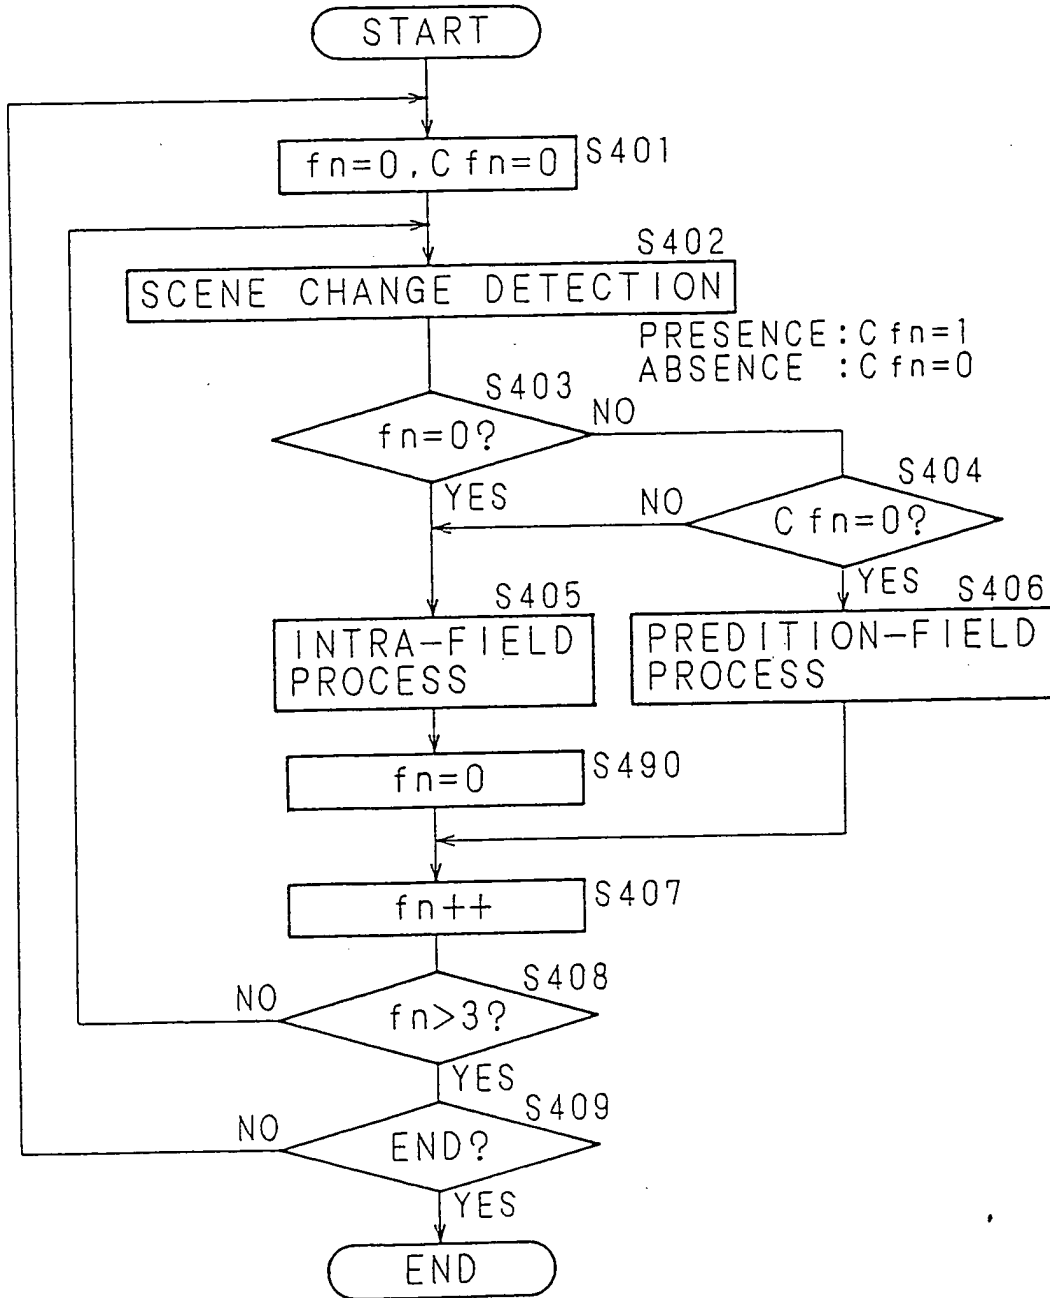 START
fn=0, Cfn=0
S401
S402
SCENE CHANGE DETECTION
PRESENCE:Cfn=1
ABSENCE :Cfn=0
S403
fn=0?
NO
YES
S404
NO
Cfn=0?
YES
S405
INTRA-FIELD
PROCESS
S406
PREDITION-FIELD
PROCESS
fn=0
S490
fn++
S407
S408
NO
fn>3?
YES
S409
NO
END?
YES
END